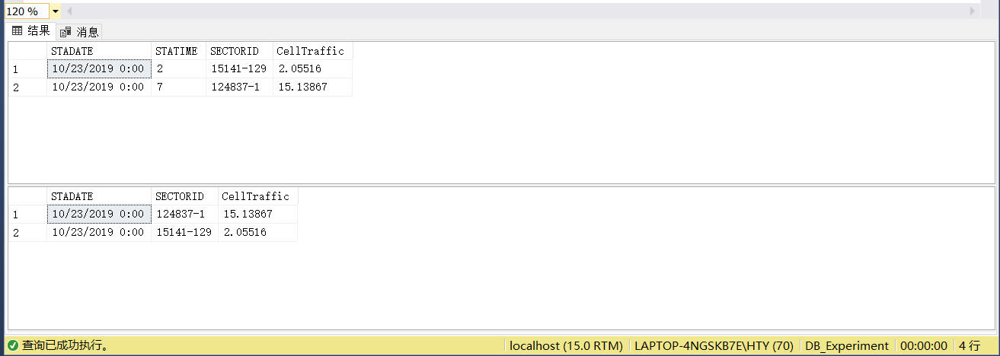 120 %
结果 消息
STADATE STATIME SECTORID CellTraffic
1 10/23/2019 0:00 2 15141-129 2.05516
2 10/23/2019 0:00 7 124837-1 15.13867
STADATE SECTORID CellTraffic
1 10/23/2019 0:00 124837-1 15.13867
2 10/23/2019 0:00 15141-129 2.05516
查询已成功执行。 localhost (15.0 RTM) LAPTOP-4NGSKB7E\HTY (70) DB_Experiment 00:00:00 4 行